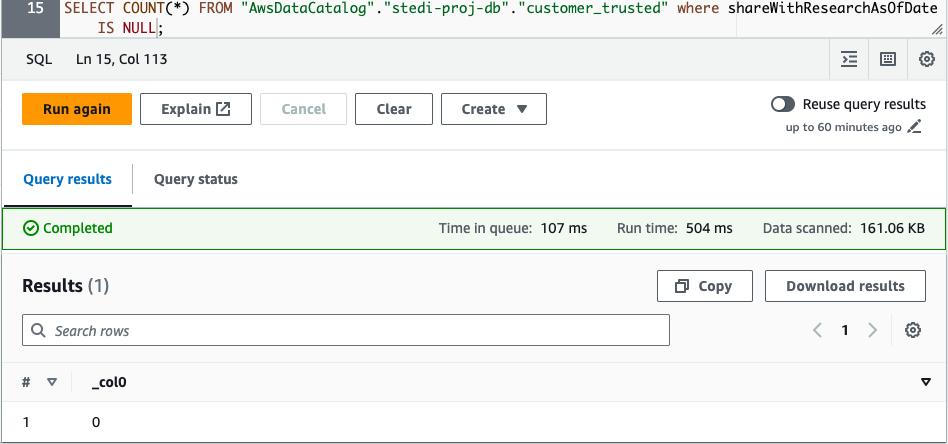 15 SELECT COUNT(*) FROM "AwsDataCatalog"."stedi-proj-db"."customer_trusted" where shareWithResearchAsOfDate
IS NULL;
SQL Ln 15, Col 113
Run again Explain Cancel Clear Create Reuse query results
up to 60 minutes ago
Query results Query status
Completed Time in queue: 107 ms Run time: 504 ms Data scanned: 161.06 KB
Results (1) Copy Download results
Search rows 1
# _col0
1 0